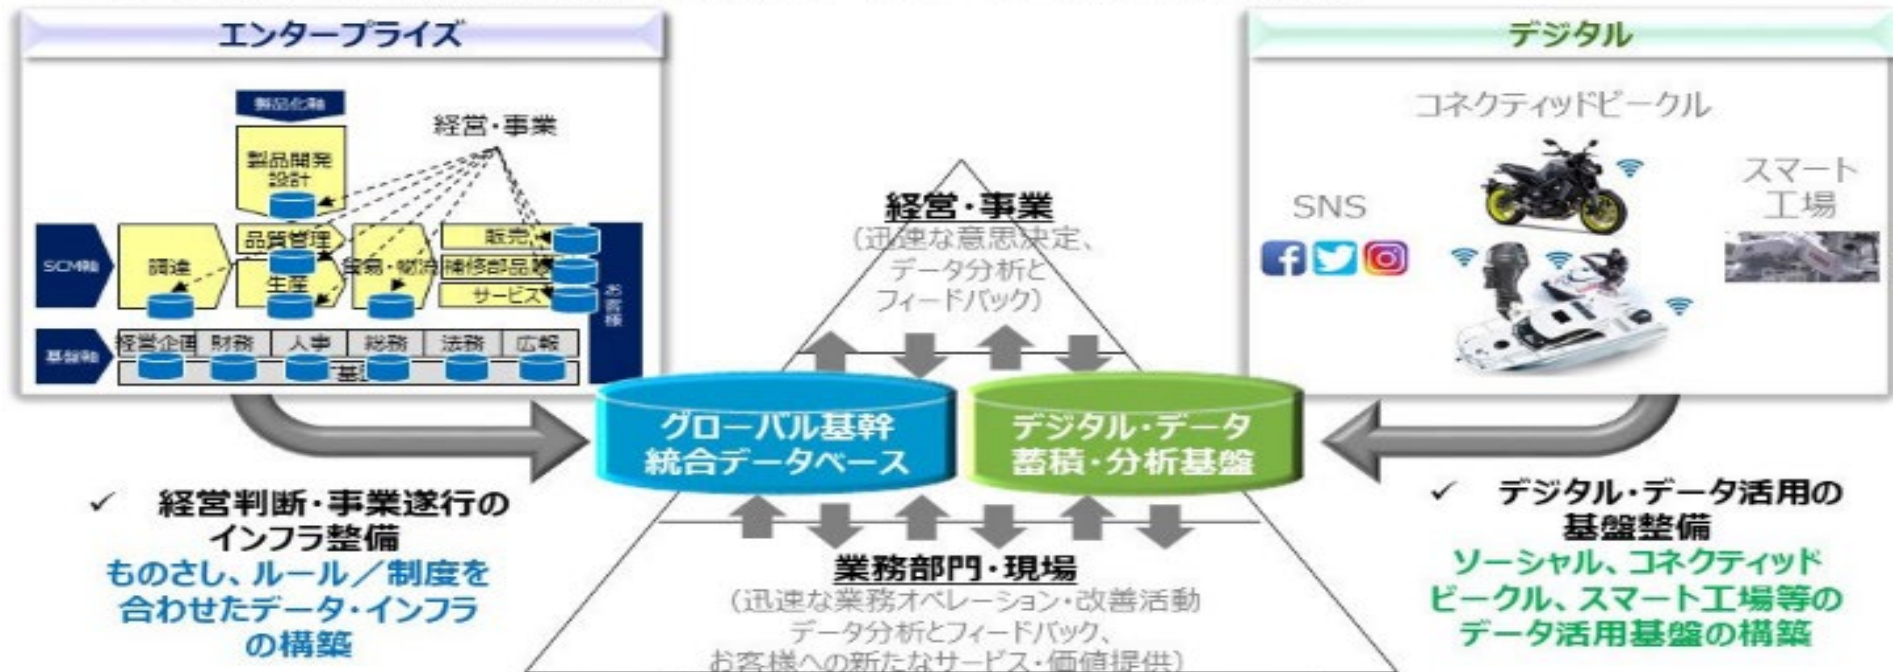 エンタープライズ
製品化軸
経営・事業
製品開発
設計
SCM軸
調達
品質管理
生産
貿易・物流
販売
補修部品
サービス
お客様
基盤軸
経営企画
財務
人事
総務
法務
広報
経営・事業
(迅速な意思決定、
データ分析と
フィードバック)
デジタル
コネクティッドビークル
SNS
スマート
工場
グローバル基幹
統合データベース
デジタル・データ
蓄積・分析基盤
✓ 経営判断・事業遂行の
インフラ整備
ものさし、ルール/制度を
合わせたデータ・インフラ
の構築
業務部門・現場
(迅速な業務オペレーション・改善活動
データ分析とフィードバック、
お客様への新たなサービス・価値提供)
✓ デジタル・データ活用の
基盤整備
ソーシャル、コネクティッド
ビークル、スマート工場等の
データ活用基盤の構築